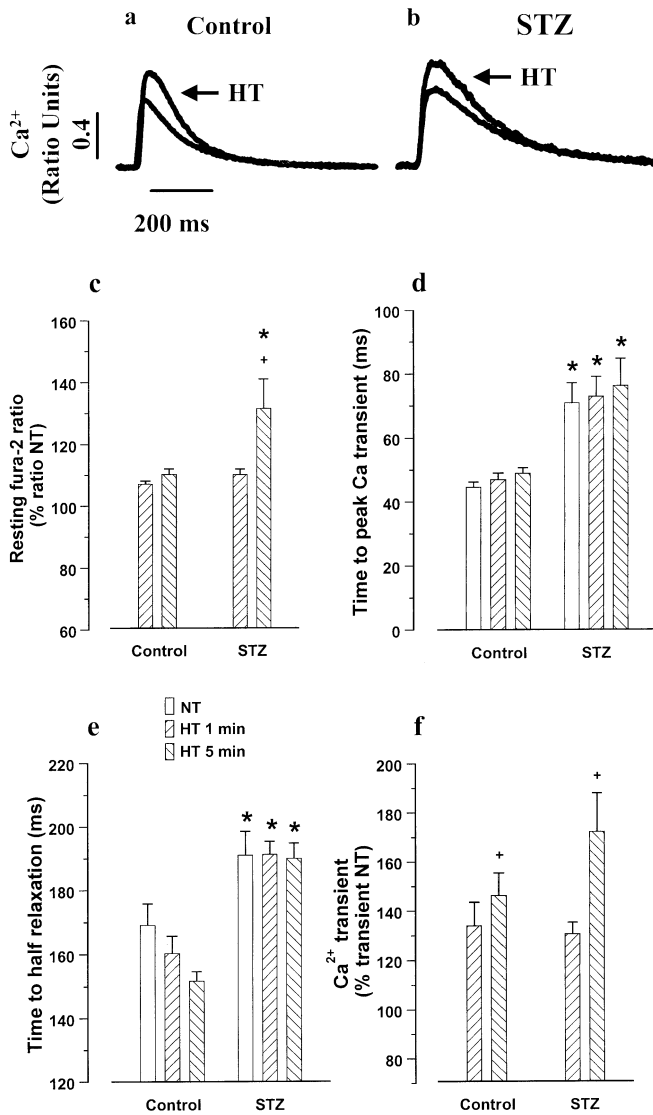 a Control
b STZ
Ca2+
(Ratio Units)
0.4
HT
HT
200 ms
c
Resting fura-2 ratio
(% ratio NT)
160
140
120
100
80
60
*
+
Control STZ
d
Time to peak Ca transient (ms)
100
80
60
40
20
0
* * *
Control STZ
NT
HT 1 min
HT 5 min
e
Time to half relaxation (ms)
220
200
180
160
140
120
* * *
Control STZ
f
Ca2+ transient
(% transient NT)
200
180
160
140
120
100
80
+
+
Control STZ